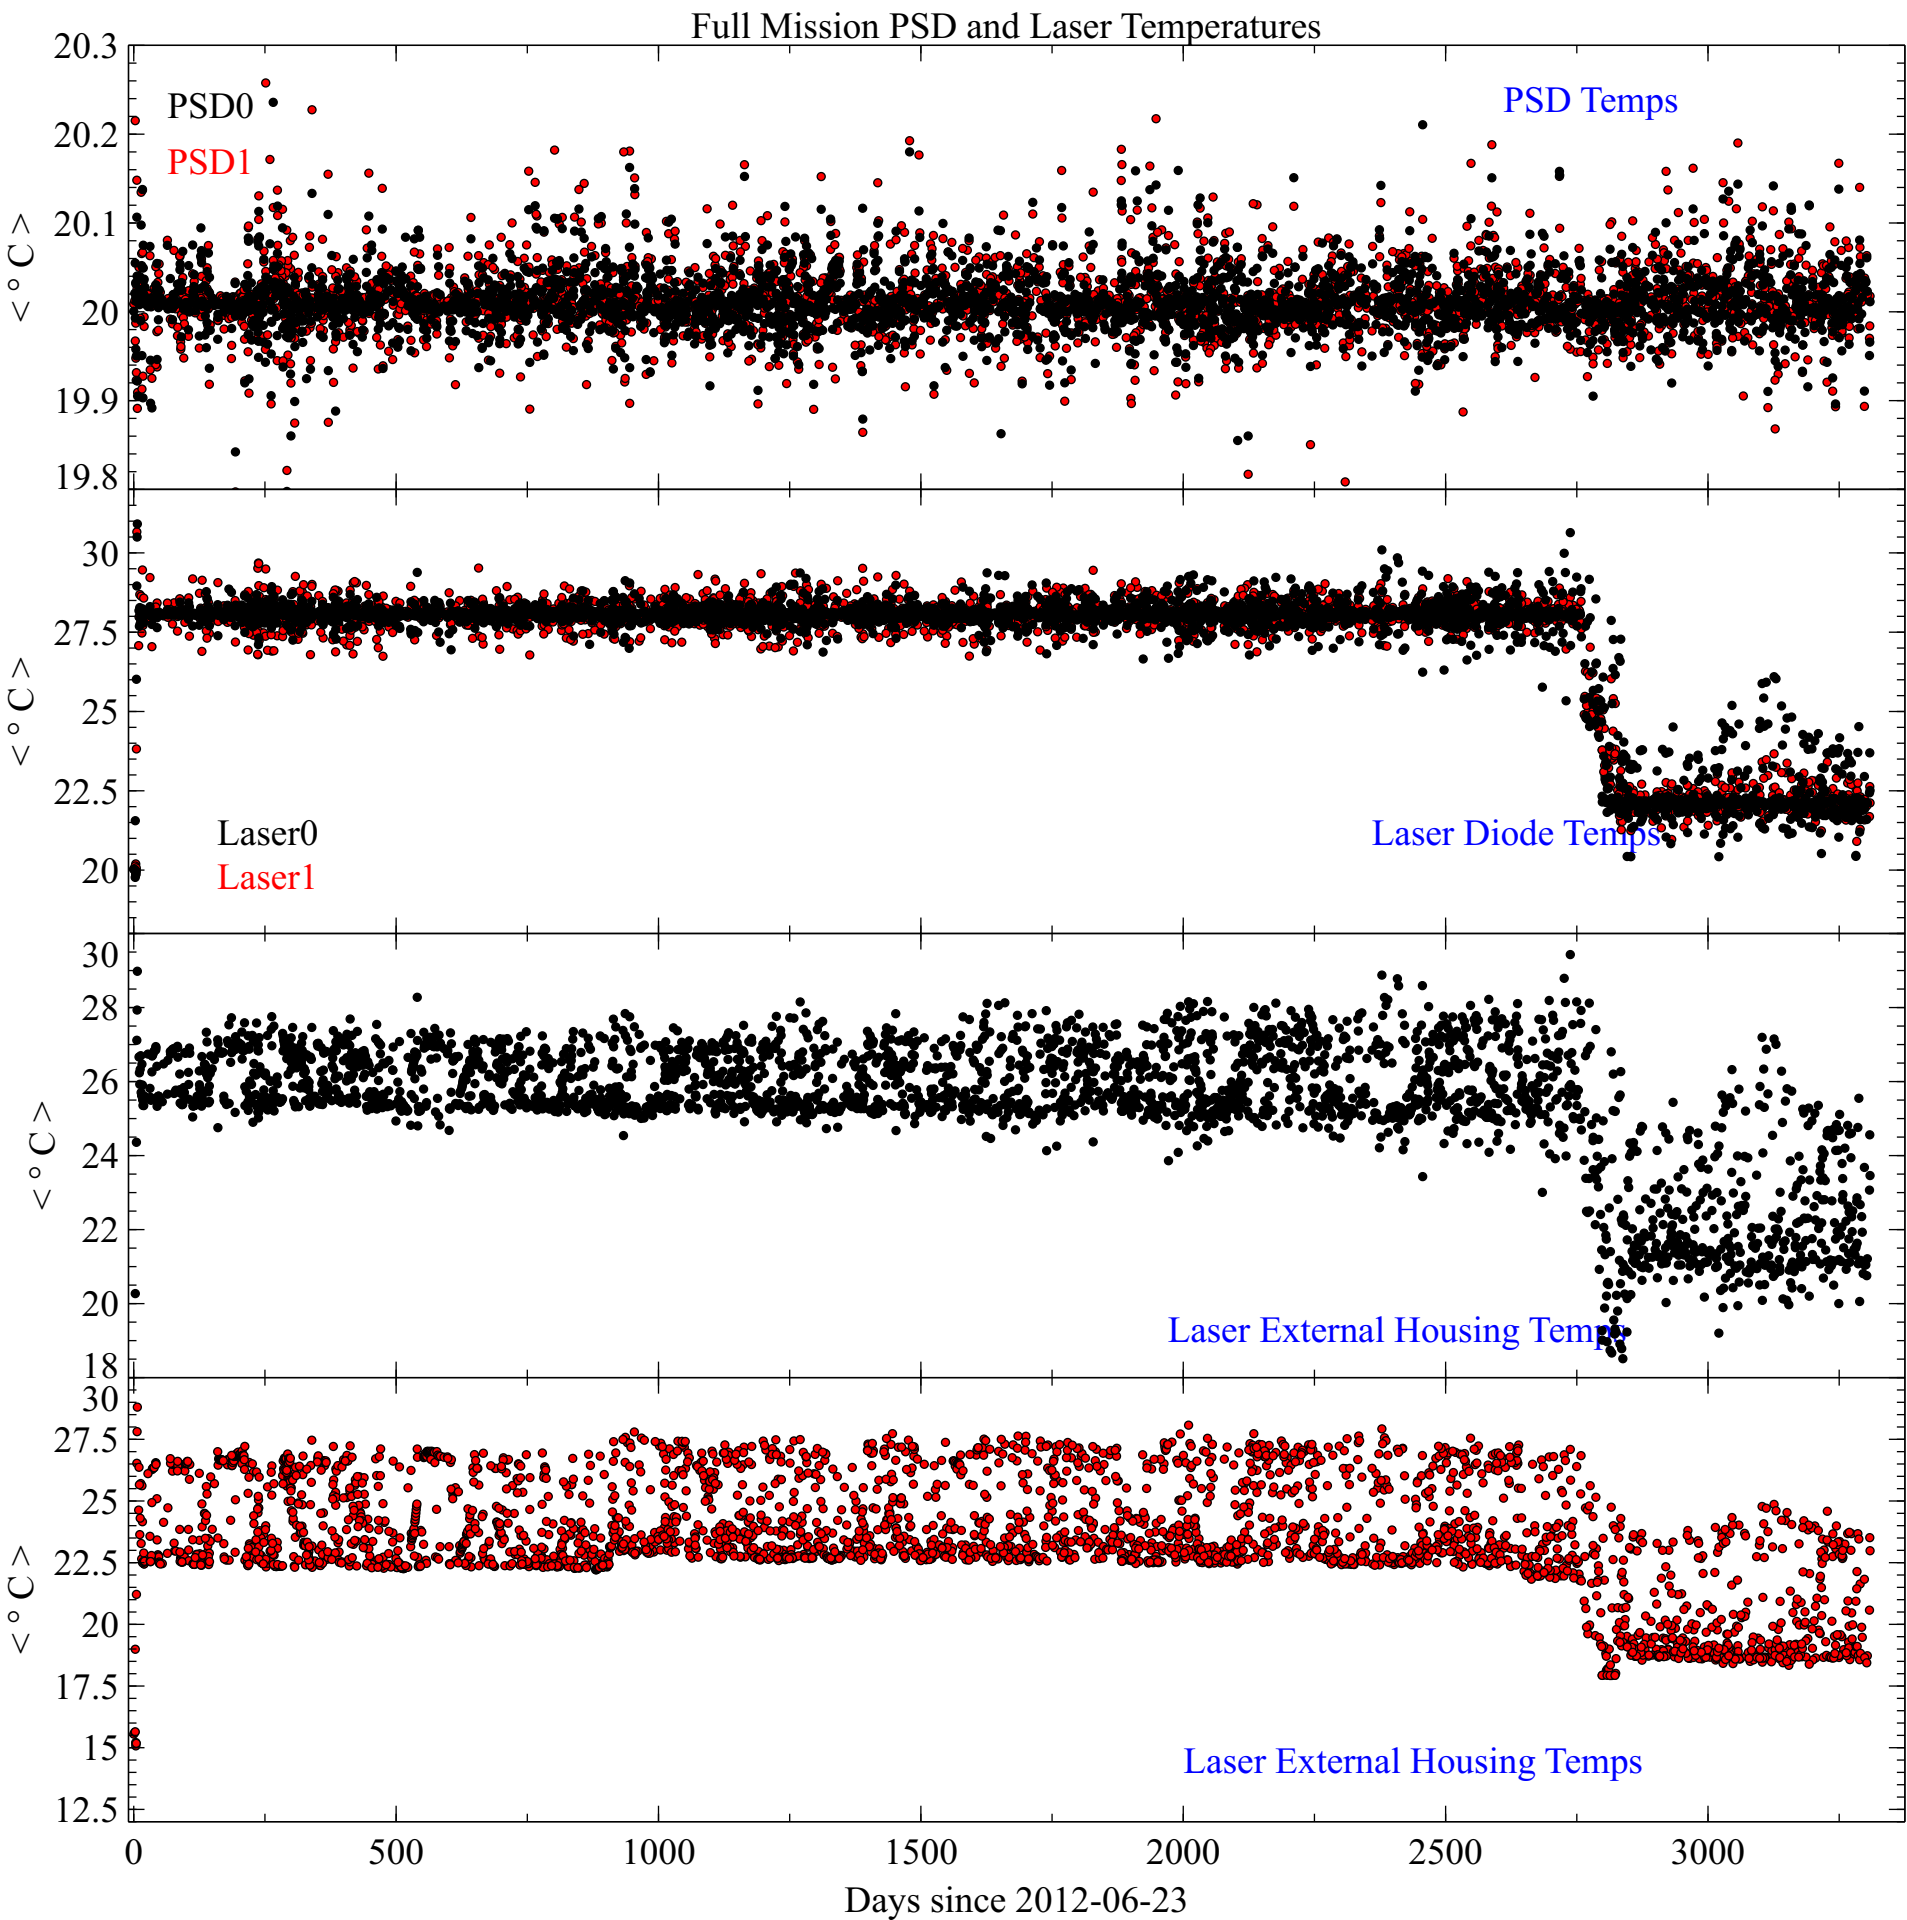 Full Mission PSD and Laser Temperatures
20.3
PSD0
PSD Temps
20.2
PSD1
20.1
20
19.9
19.8
< ° C >
30
27.5
25
22.5
20
< ° C >
Laser0
Laser Diode Temps
Laser1
30
28
26
24
22
20
18
< ° C >
Laser External Housing Temps
30
27.5
25
22.5
20
17.5
15
12.5
< ° C >
Laser External Housing Temps
0 500 1000 1500 2000 2500 3000
Days since 2012-06-23